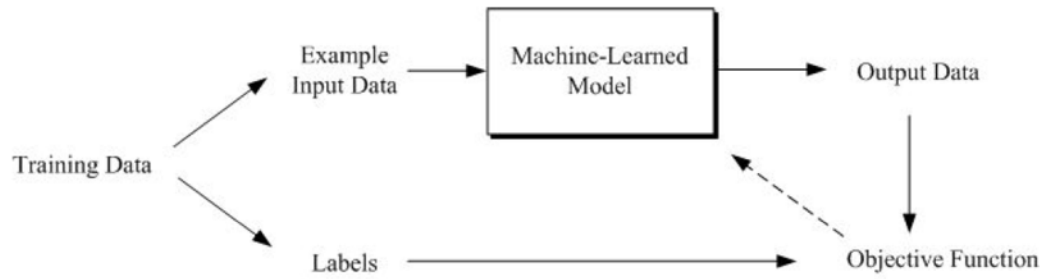 Example
Input Data
Machine-Learned
Model
Output Data
Training Data
Labels
Objective Function